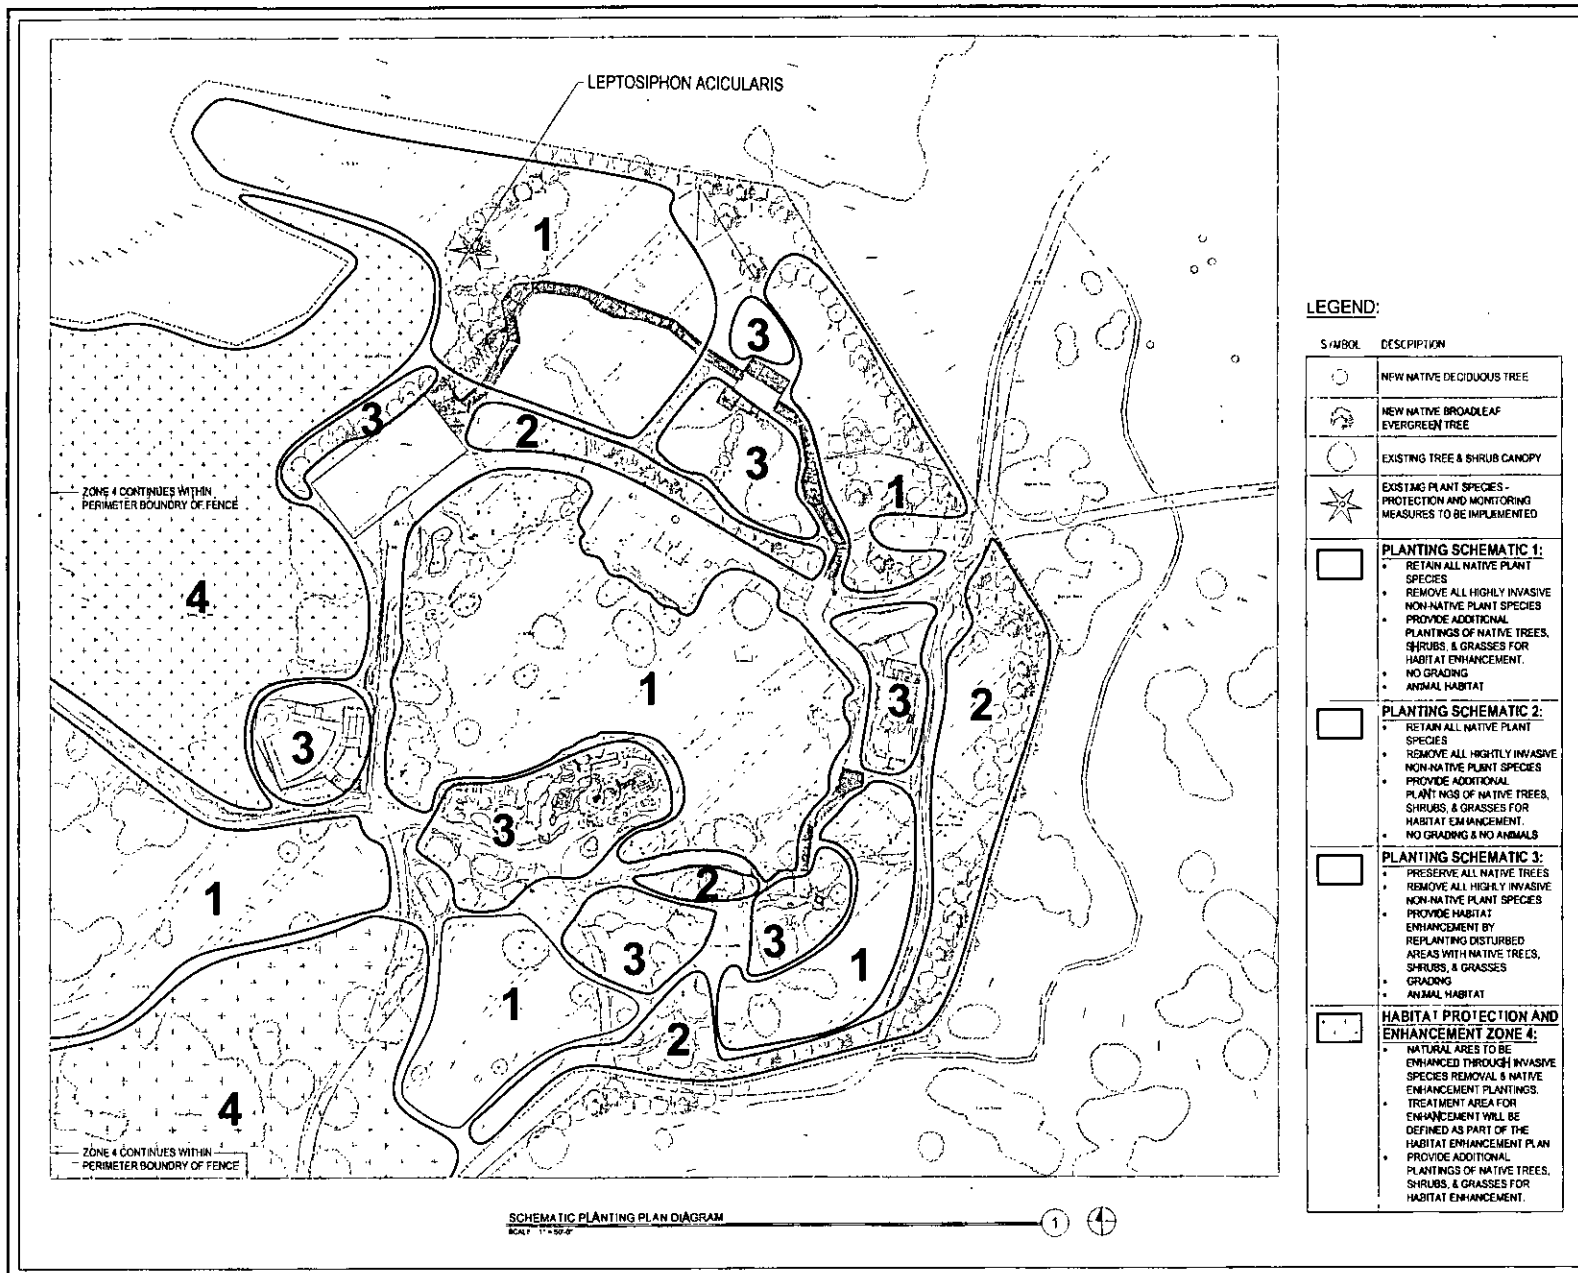 LEPTOSIPHON ACICULARIS
1
3
3
2
3
1
ZONE 4 CONTINUES WITHIN
PERIMETER BOUNDRY OF FENCE
4
1
3
2
3
3
1
2
3
3
1
1
2
4
ZONE 4 CONTINUES WITHIN
PERIMETER BOUNDRY OF FENCE
SCHEMATIC PLANTING PLAN DIAGRAM
SCALE 1" = 50'-0"
1
LEGEND:
SYMBOL DESCRIPTION
NEW NATIVE DECIDUOUS TREE
NEW NATIVE BROADLEAF
EVERGREEN TREE
EXISTING TREE & SHRUB CANOPY
EXISTING PLANT SPECIES -
PROTECTION AND MONITORING
MEASURES TO BE IMPLEMENTED
PLANTING SCHEMATIC 1:
• RETAIN ALL NATIVE PLANT
SPECIES
• REMOVE ALL HIGHLY INVASIVE
NON-NATIVE PLANT SPECIES
• PROVIDE ADDITIONAL
PLANTINGS OF NATIVE TREES,
SHRUBS, & GRASSES FOR
HABITAT ENHANCEMENT.
• NO GRADING
• ANIMAL HABITAT
PLANTING SCHEMATIC 2:
• RETAIN ALL NATIVE PLANT
SPECIES
• REMOVE ALL HIGHTLY INVASIVE
NON-NATIVE PLANT SPECIES
• PROVIDE ADDITIONAL
PLANTINGS OF NATIVE TREES,
SHRUBS, & GRASSES FOR
HABITAT ENHANCEMENT.
• NO GRADING & NO ANIMALS
PLANTING SCHEMATIC 3:
• PRESERVE ALL NATIVE TREES
• REMOVE ALL HIGHLY INVASIVE
NON-NATIVE PLANT SPECIES
• PROVIDE HABITAT
ENHANCEMENT BY
REPLANTING DISTURBED
AREAS WITH NATIVE TREES,
SHRUBS, & GRASSES
• GRADING
• ANIMAL HABITAT
HABITAT PROTECTION AND
ENHANCEMENT ZONE 4:
• NATURAL ARES TO BE
ENHANCED THROUGH INVASIVE
SPECIES REMOVAL & NATIVE
ENHANCEMENT PLANTINGS.
• TREATMENT AREA FOR
ENHANCEMENT WILL BE
DEFINED AS PART OF THE
HABITAT ENHANCEMENT PLAN
• PROVIDE ADDITIONAL
PLANTINGS OF NATIVE TREES,
SHRUBS, & GRASSES FOR
HABITAT ENHANCEMENT.